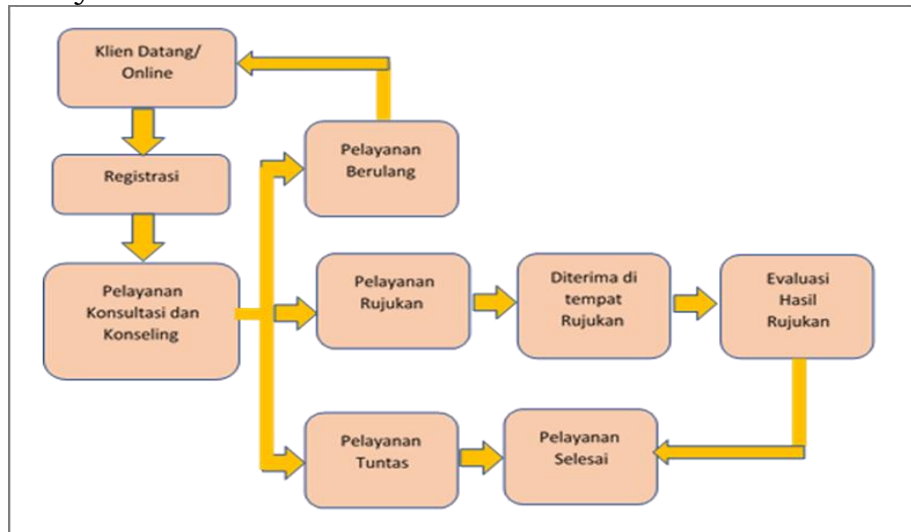 Klien Datang/
Online
Registrasi
Pelayanan
Konsultasi dan
Konseling
Pelayanan
Berulang
Pelayanan
Rujukan
Diterima di
tempat
Rujukan
Evaluasi
Hasil
Rujukan
Pelayanan
Tuntas
Pelayanan
Selesai